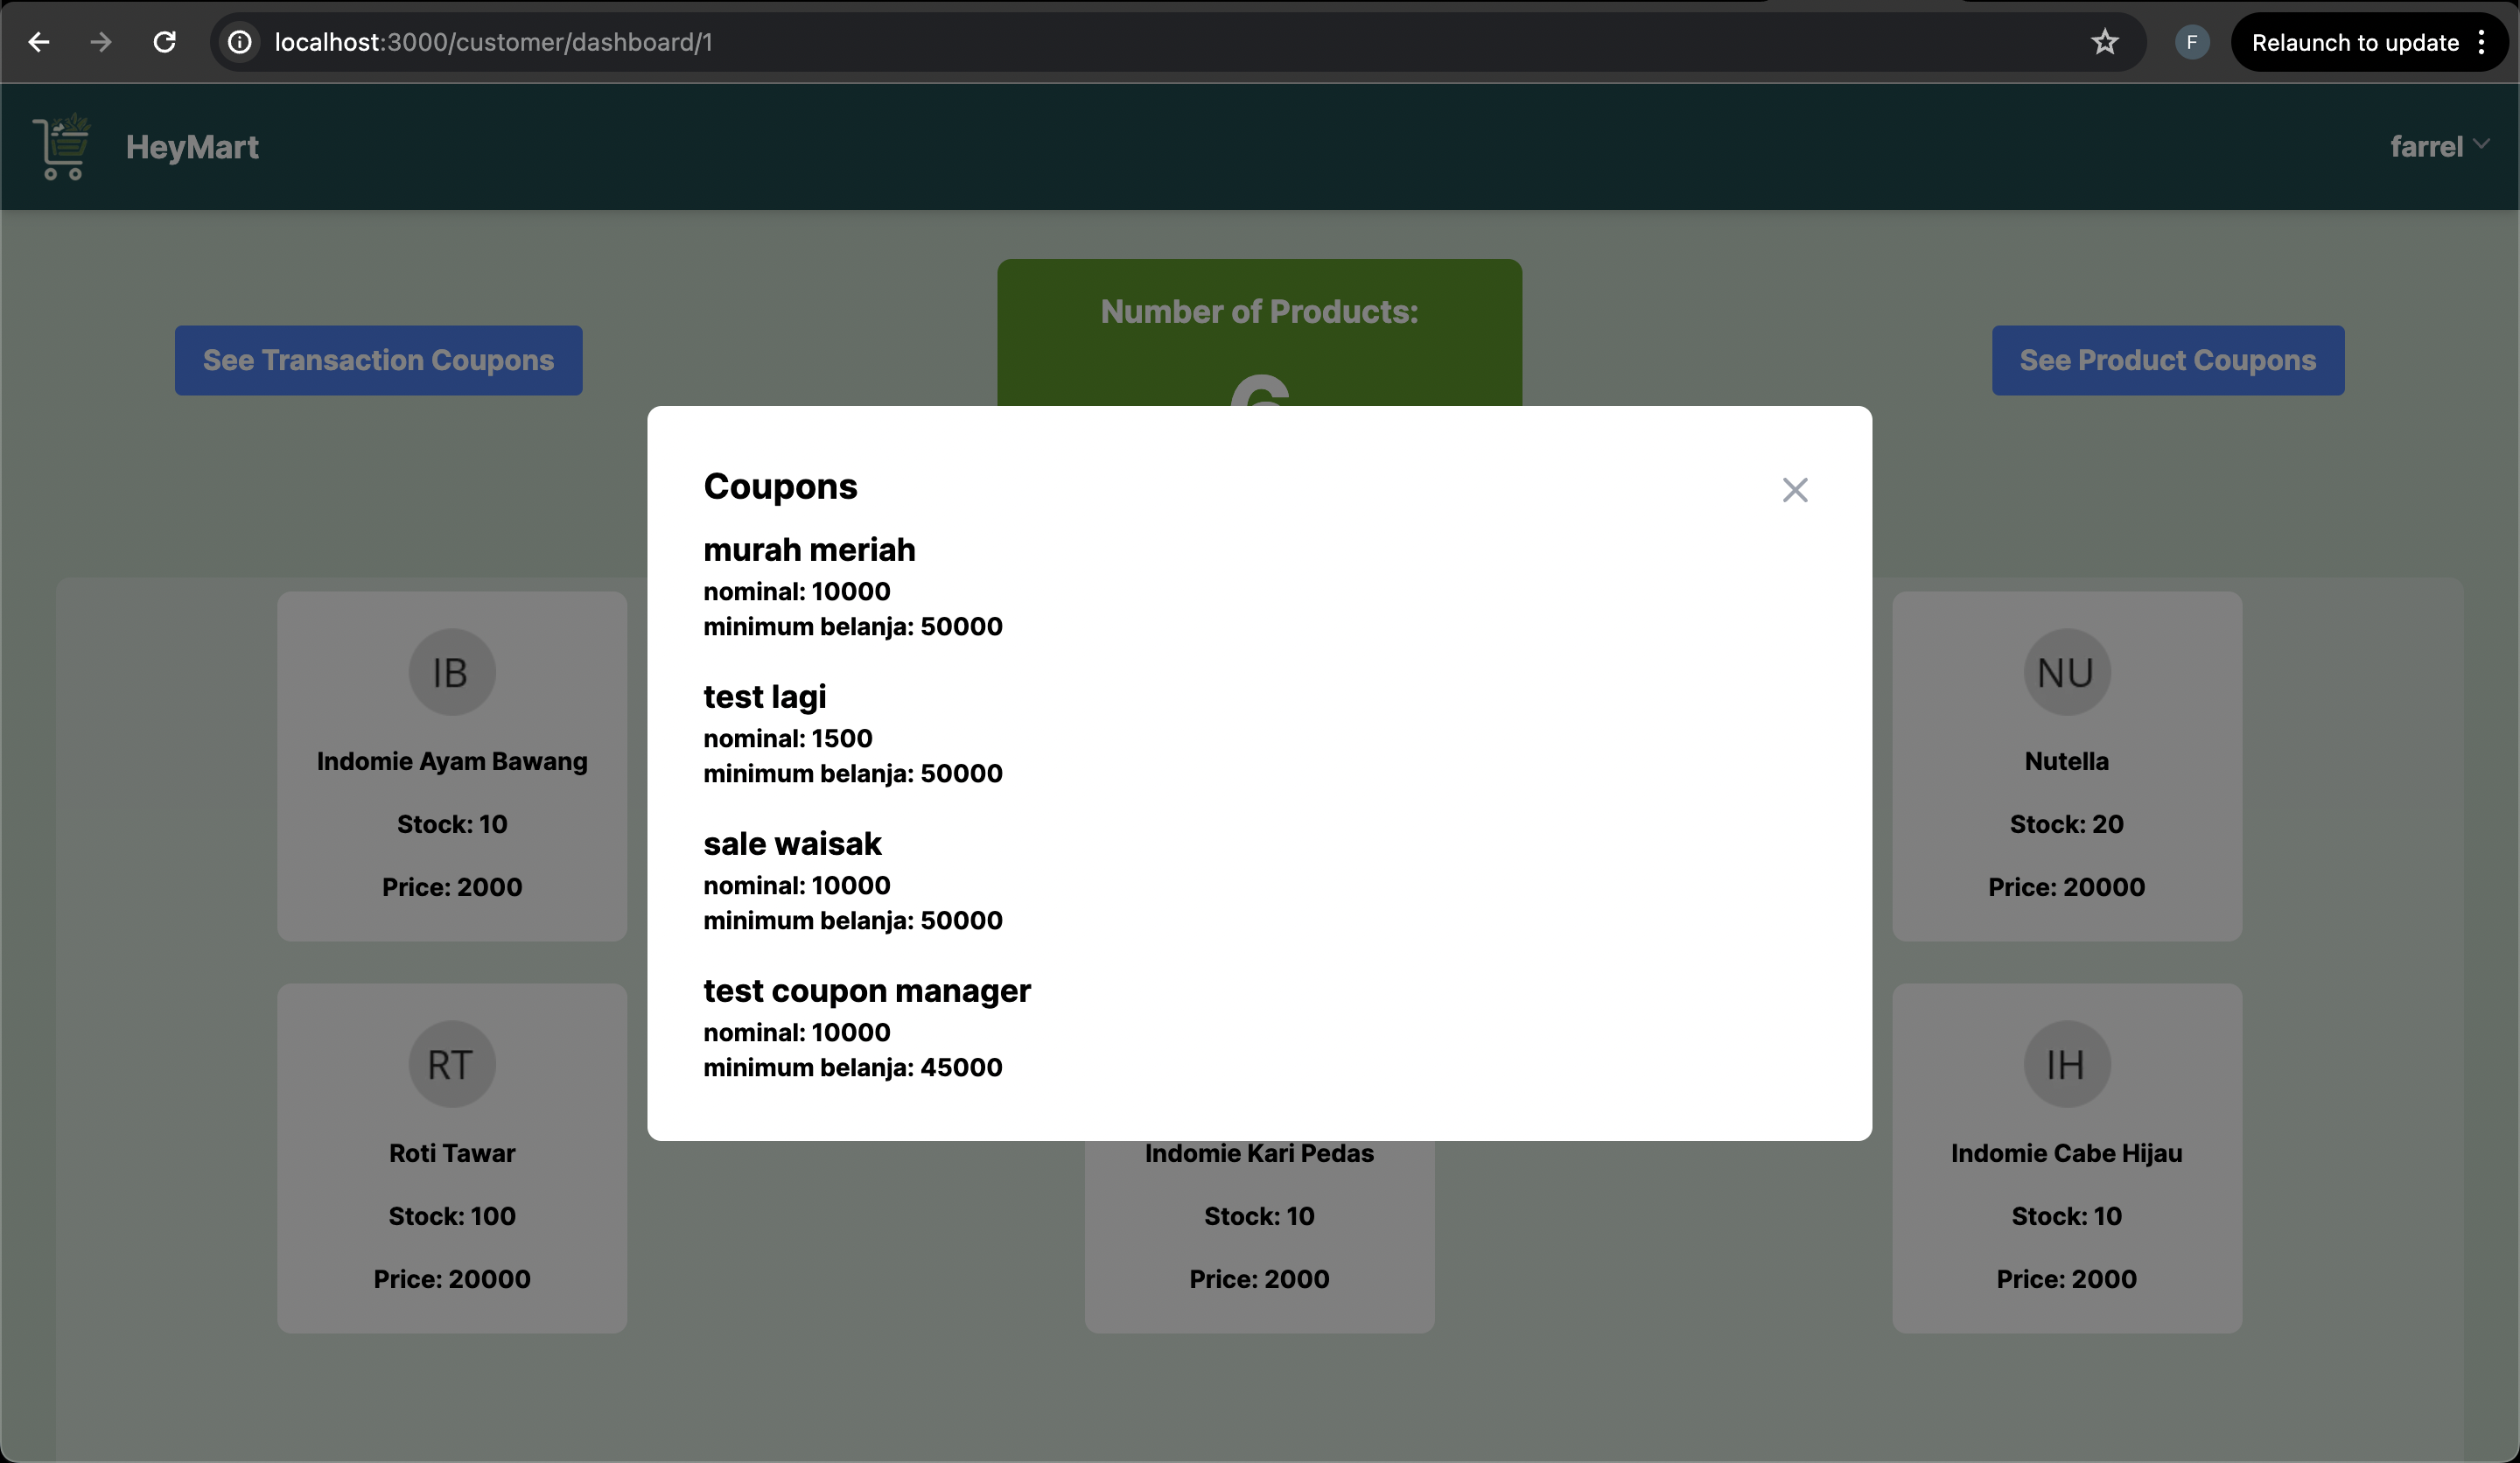 localhost:3000/customer/dashboard/1
F
Relaunch to update
HeyMart
farrel
Number of Products:
See Transaction Coupons
See Product Coupons
Coupons
murah meriah
nominal: 10000
minimum belanja: 50000
test lagi
nominal: 1500
minimum belanja: 50000
sale waisak
nominal: 10000
minimum belanja: 50000
test coupon manager
nominal: 10000
minimum belanja: 45000
IB
Indomie Ayam Bawang
Stock: 10
Price: 2000
NU
Nutella
Stock: 20
Price: 20000
RT
Roti Tawar
Stock: 100
Price: 20000
Indomie Kari Pedas
Stock: 10
Price: 2000
IH
Indomie Cabe Hijau
Stock: 10
Price: 2000